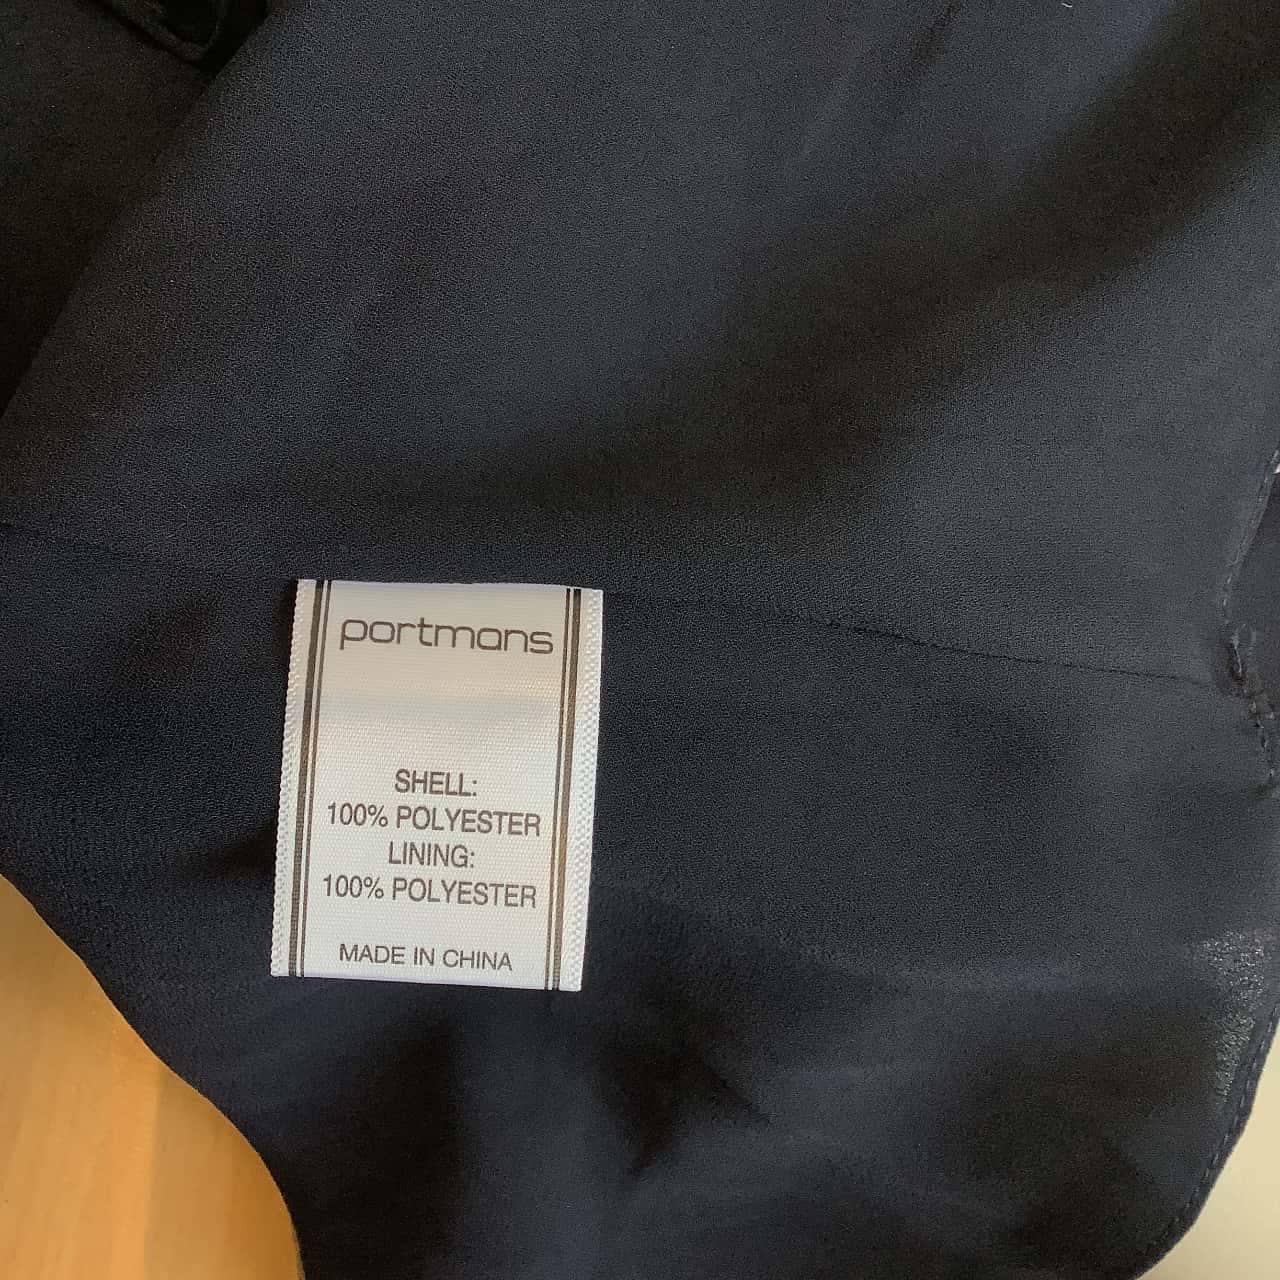 portmans
SHELL:
100% POLYESTER
LINING:
100% POLYESTER
MADE IN CHINA